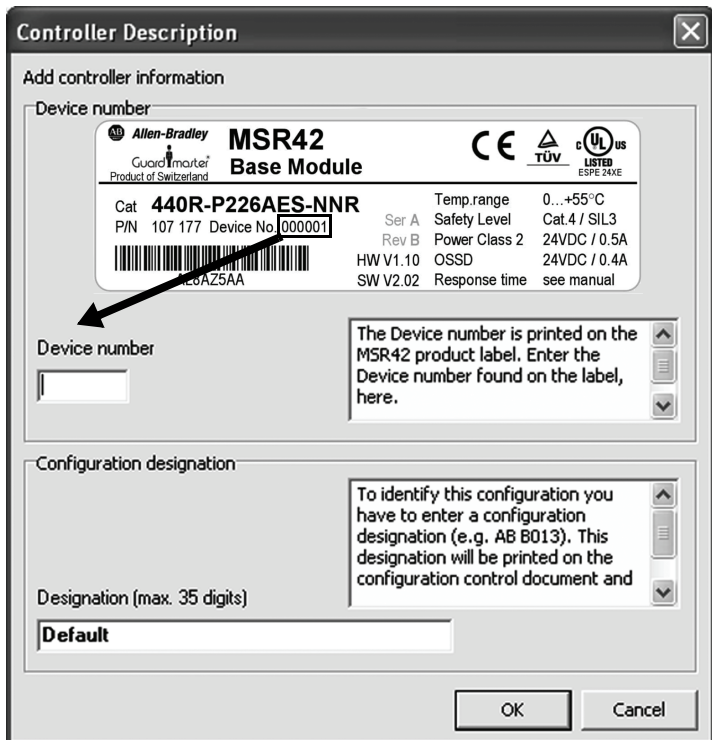 Controller Description
Add controller information
Device number
AB Allen-Bradley
Guardmaster
Product of Switzerland
MSR42
Base Module
CE
TÜV
c UL US
LISTED
ESPE 24XE
Cat 440R-P226AES-NNR
P/N 107 177 Device No. 000001
Ser A
Rev B
HW V1.10
SW V2.02
Temp.range 0...+55°C
Safety Level Cat.4 / SIL3
Power Class 2 24VDC / 0.5A
OSSD 24VDC / 0.4A
Response time see manual
Device number
The Device number is printed on the
MSR42 product label. Enter the
Device number found on the label,
here.
Configuration designation
To identify this configuration you
have to enter a configuration
designation (e.g. AB B013). This
designation will be printed on the
configuration control document and
Designation (max. 35 digits)
Default
OK
Cancel